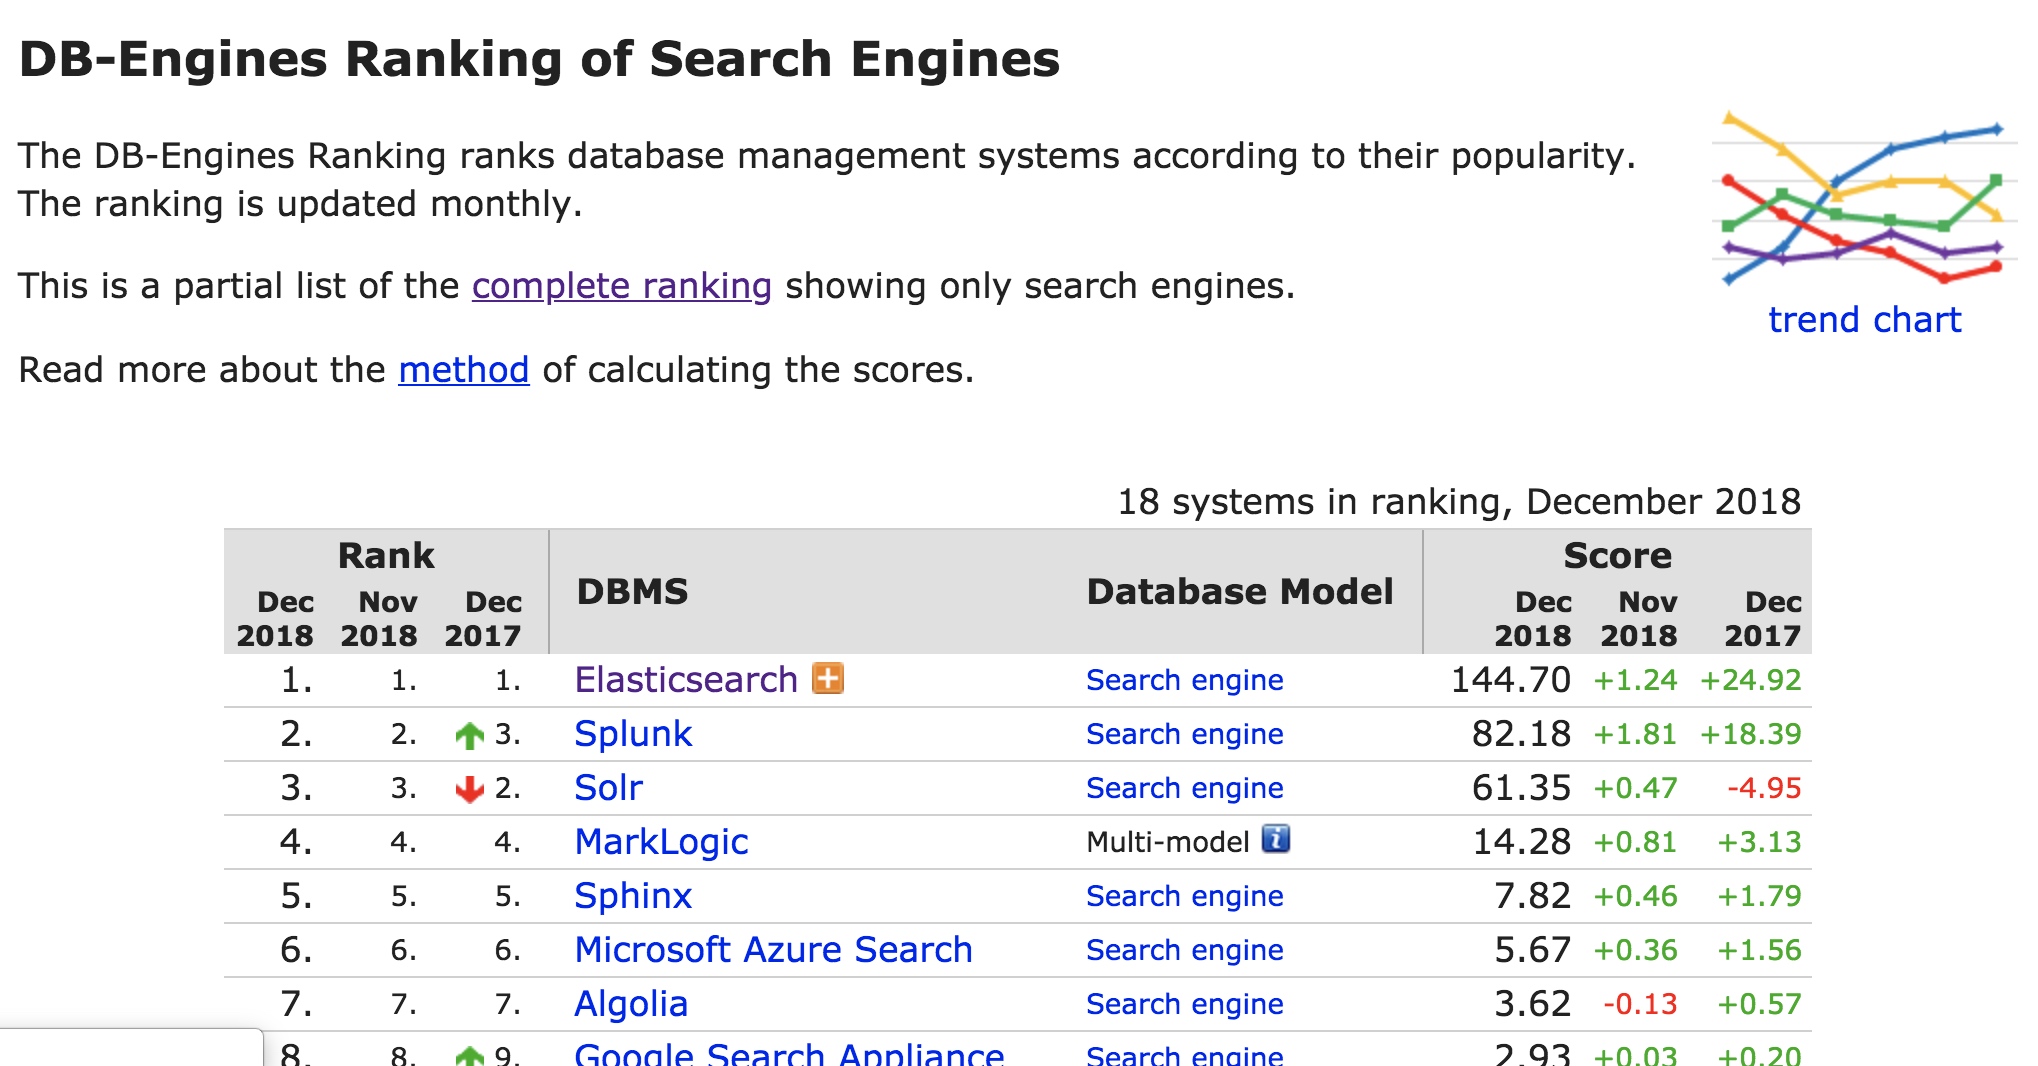 DB-Engines Ranking of Search Engines
The DB-Engines Ranking ranks database management systems according to their popularity.
The ranking is updated monthly.
This is a partial list of the complete ranking showing only search engines.
trend chart
Read more about the method of calculating the scores.
18 systems in ranking, December 2018
Rank DBMS Database Model Score
Dec 2018 Nov 2018 Dec 2017 Dec 2018 Nov 2018 Dec 2017
1. 1. 1. Elasticsearch Search engine 144.70 +1.24 +24.92
2. 2. 3. Splunk Search engine 82.18 +1.81 +18.39
3. 3. 2. Solr Search engine 61.35 +0.47 -4.95
4. 4. 4. MarkLogic Multi-model 14.28 +0.81 +3.13
5. 5. 5. Sphinx Search engine 7.82 +0.46 +1.79
6. 6. 6. Microsoft Azure Search Search engine 5.67 +0.36 +1.56
7. 7. 7. Algolia Search engine 3.62 -0.13 +0.57
8. 8. 9. Google Search Appliance Search engine 2.93 +0.03 +0.20